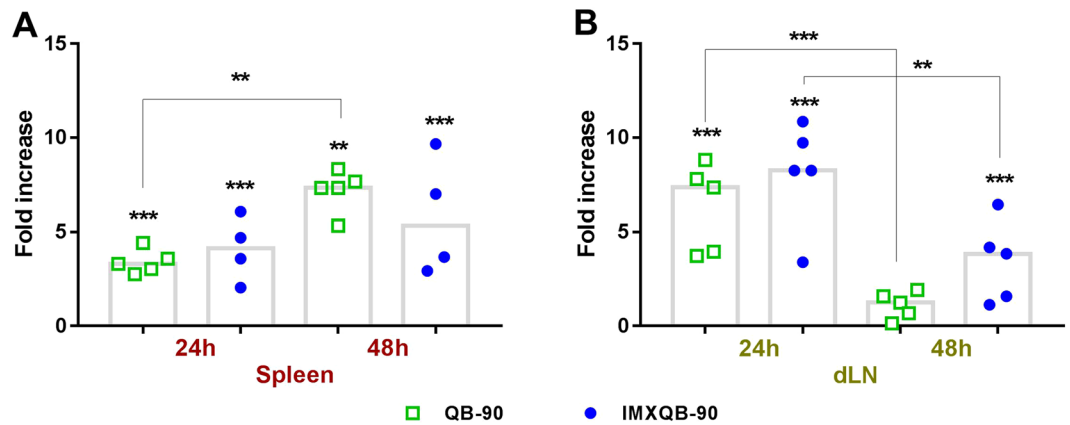 A
B
15
10
5
0
Fold increase
***
***
**
***
**
24h
48h
Spleen
15
10
5
0
Fold increase
***
**
***
***
***
24h
48h
dLN
QB-90
IMXQB-90